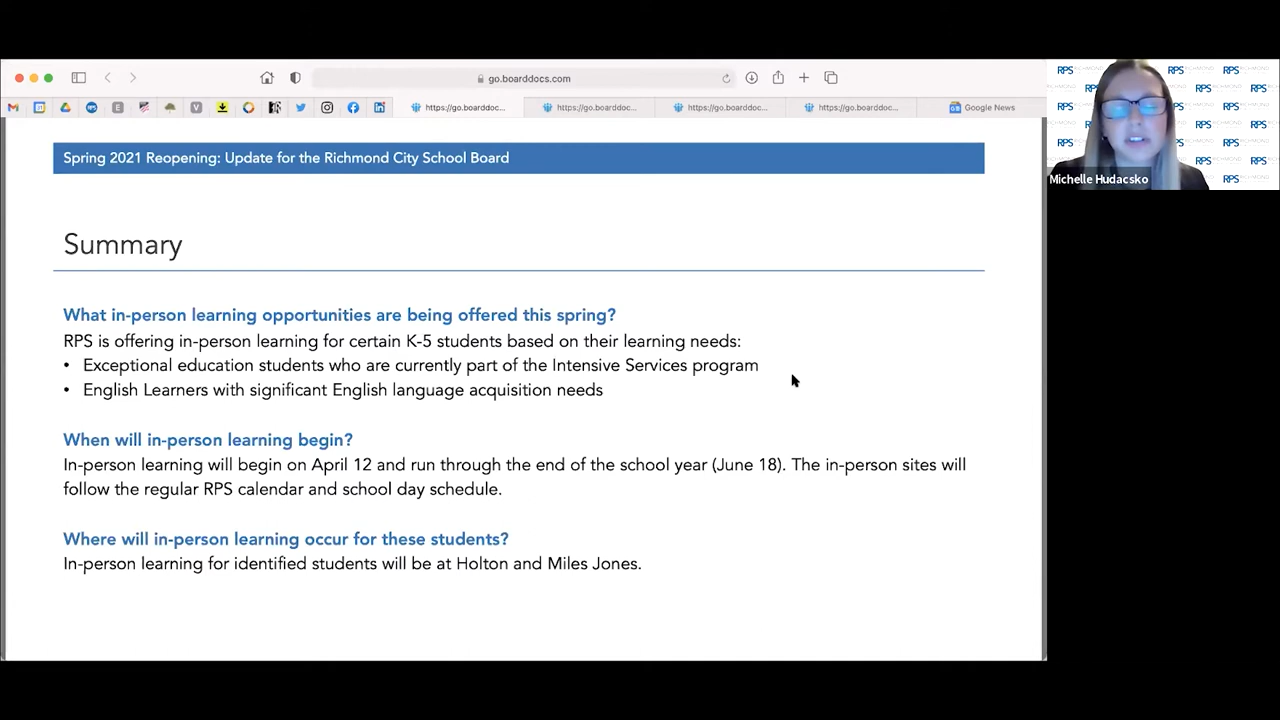 go.boarddocs.com
https://go.boarddoc...
https://go.boarddoc...
https://go.boarddoc...
https://go.boarddoc...
Google News
Spring 2021 Reopening: Update for the Richmond City School Board
Summary
What in-person learning opportunities are being offered this spring?
RPS is offering in-person learning for certain K-5 students based on their learning needs:
• Exceptional education students who are currently part of the Intensive Services program
• English Learners with significant English language acquisition needs
When will in-person learning begin?
In-person learning will begin on April 12 and run through the end of the school year (June 18). The in-person sites will
follow the regular RPS calendar and school day schedule.
Where will in-person learning occur for these students?
In-person learning for identified students will be at Holton and Miles Jones.
RPS RPS RPS
Michelle Hudacsko